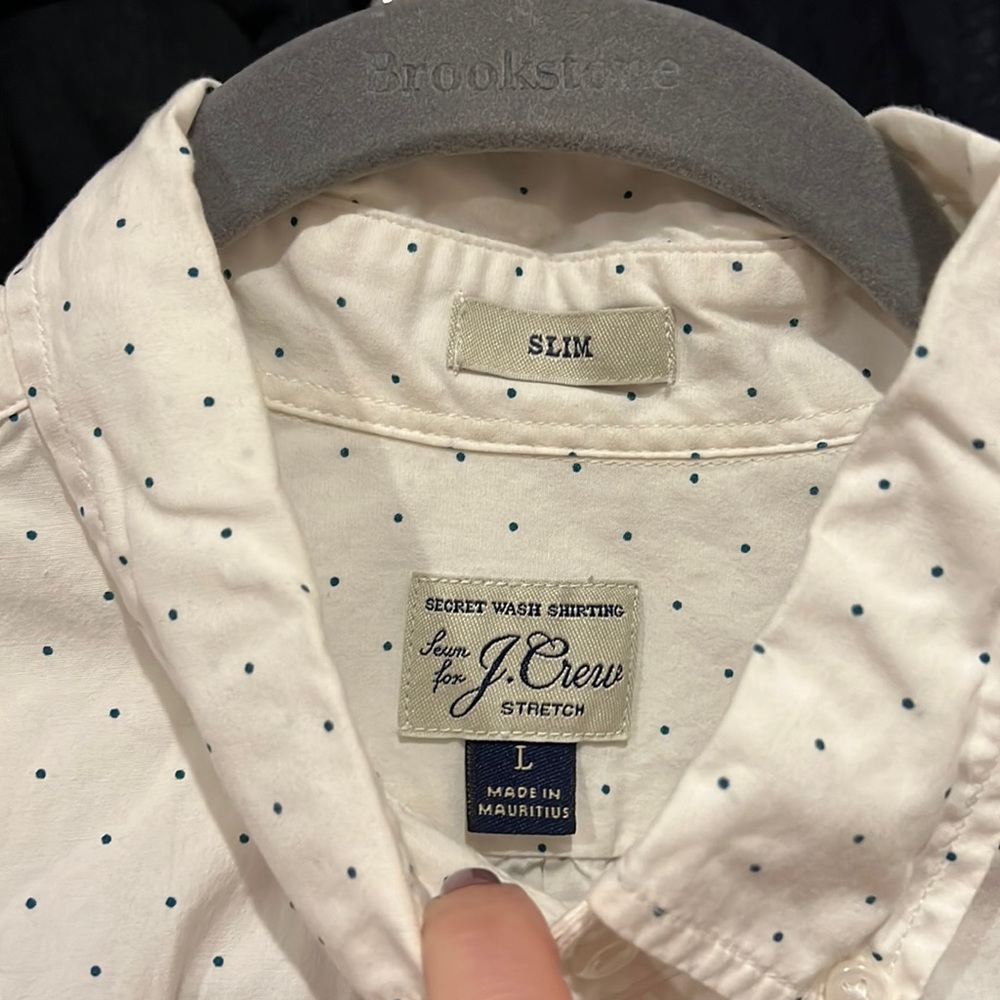 Brookstone
SLIM
SECRET WASH SHIRTING
Sewn
for J.Crew
STRETCH
L
MADE IN
MAURITIUS